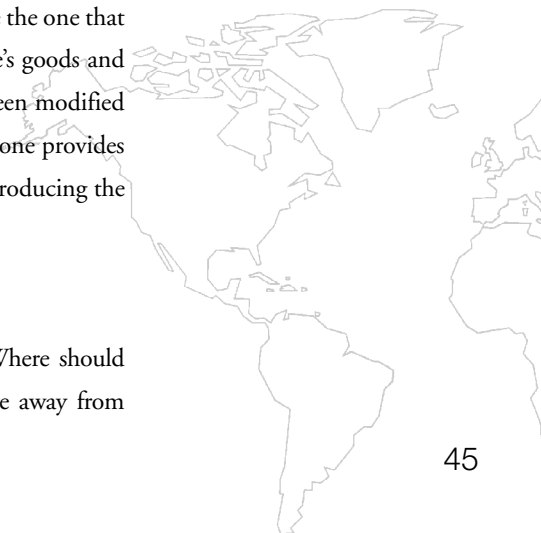 the one that
's goods and
een modified
one provides
roducing the
Where should
e away from
45